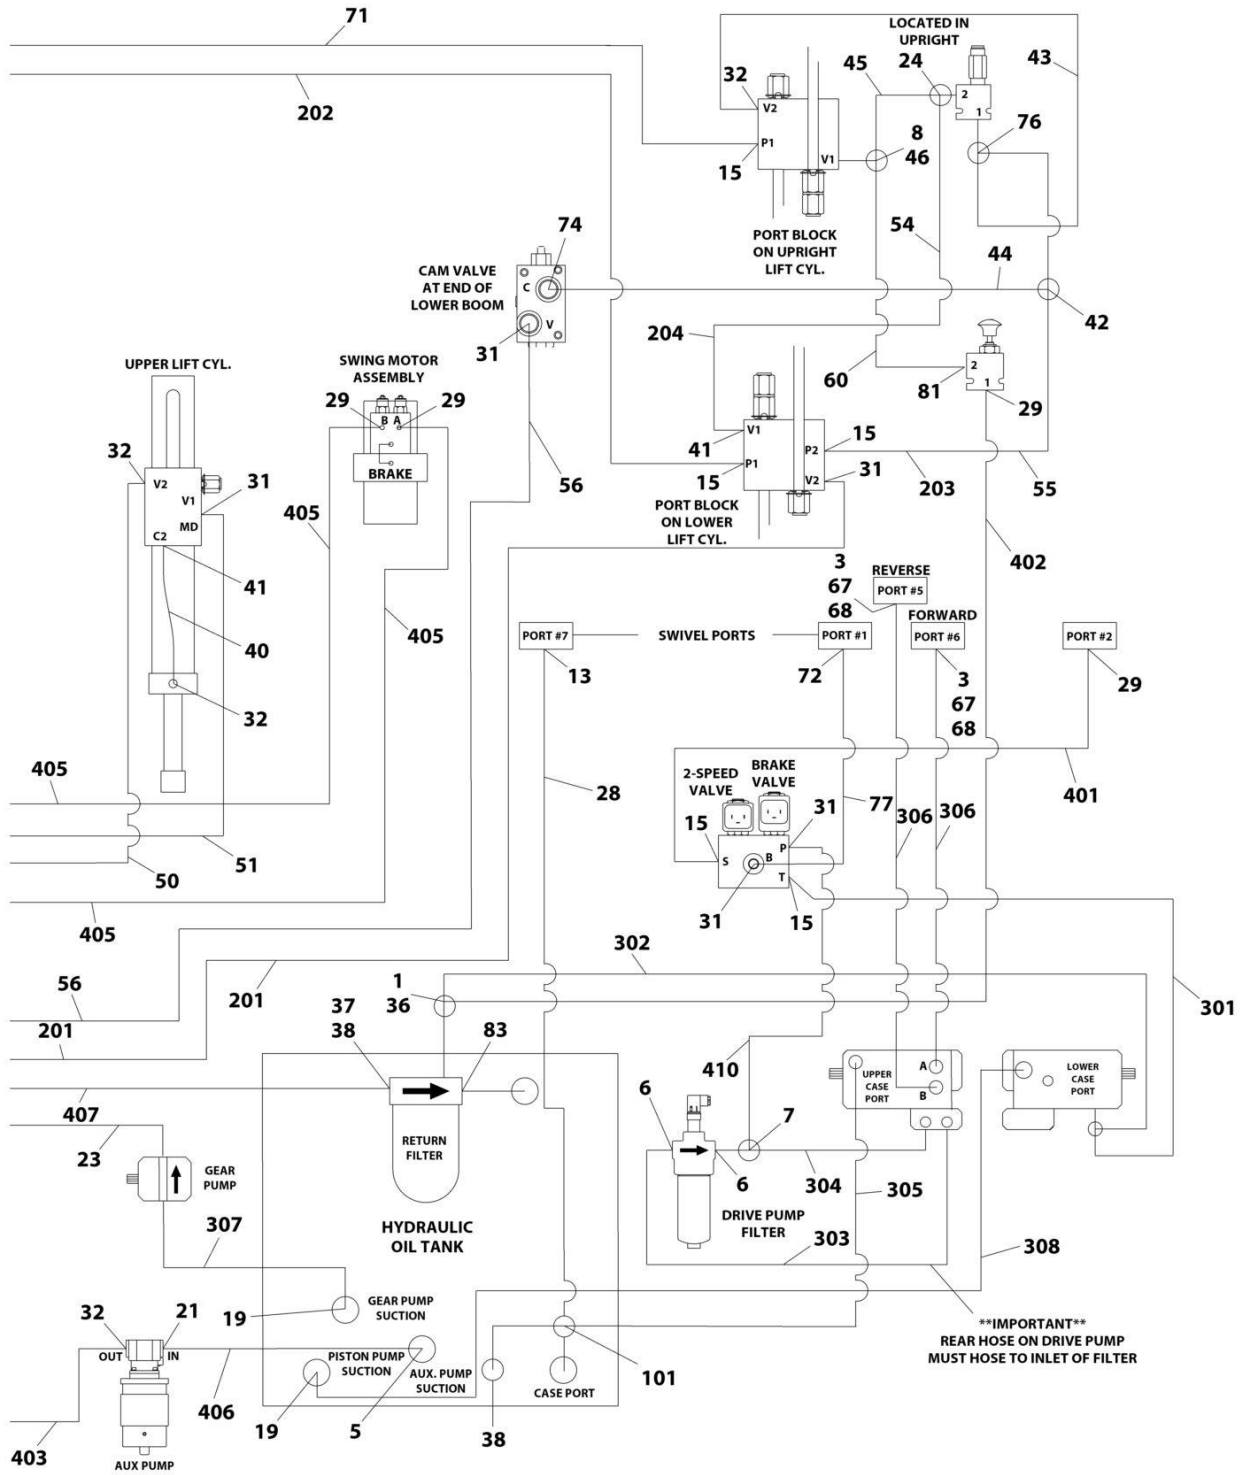 71
LOCATED IN
UPRIGHT
24
43
32
45
202
V2
2
1
8
46
76
P1
15
V1
74
54
PORT BLOCK
ON UPRIGHT
LIFT CYL.
44
CAM VALVE
AT END OF
LOWER BOOM
C
V
31
42
204
60
2
1
81
29
UPPER LIFT CYL.
SWING MOTOR
ASSEMBLY
29
29
B A
BRAKE
V1
41
P1
15
P2
15
V2
31
203
55
56
32
V2
31
V1
MD
C2
405
PORT BLOCK
ON LOWER
LIFT CYL.
41
402
3
67
68
REVERSE
PORT #5
405
40
PORT #7
SWIVEL PORTS
PORT #1
FORWARD
PORT #6
PORT #2
13
72
3
67
68
29
32
405
28
2-SPEED
VALVE
BRAKE
VALVE
31
77
401
306
306
15
S
B
P
T
51
50
31
15
405
302
56
201
1
36
301
201
37
38
83
410
UPPER
CASE
PORT
A
B
LOWER
CASE
PORT
407
6
7
23
RETURN
FILTER
GEAR
PUMP
6
304
305
307
HYDRAULIC
OIL TANK
DRIVE PUMP
FILTER
303
308
32
21
19
GEAR PUMP
SUCTION
**IMPORTANT**
REAR HOSE ON DRIVE PUMP
MUST HOSE TO INLET OF FILTER
OUT
IN
PISTON PUMP
SUCTION
AUX. PUMP
SUCTION
CASE PORT
101
406
19
5
38
403
AUX PUMP